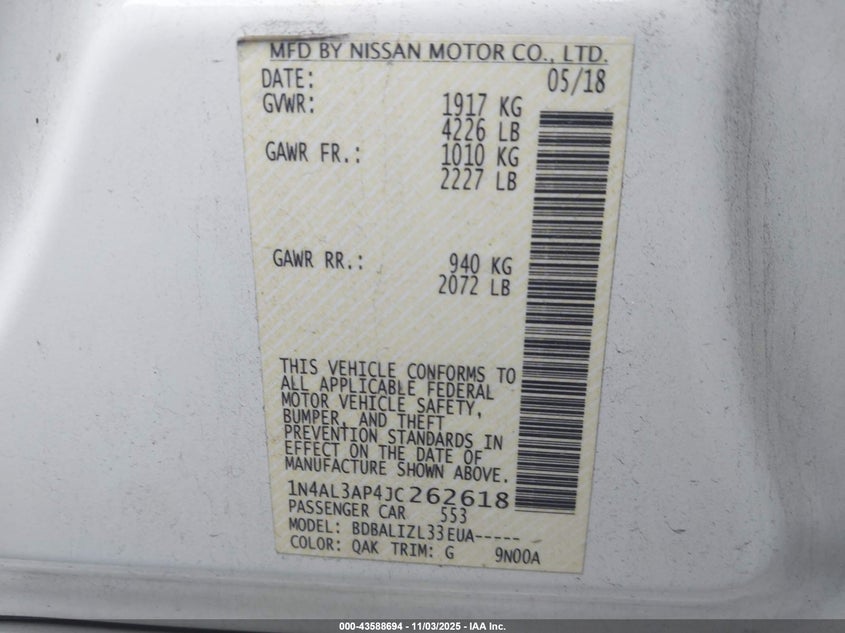 MFD BY NISSAN MOTOR CO., LTD.
DATE: 05/18
GVWR: 1917 KG
4226 LB
GAWR FR.: 1010 KG
2227 LB
GAWR RR.: 940 KG
2072 LB
THIS VEHICLE CONFORMS TO
ALL APPLICABLE FEDERAL
MOTOR VEHICLE SAFETY,
BUMPER, AND THEFT
PREVENTION STANDARDS IN
EFFECT ON THE DATE OF
MANUFACTURE SHOWN ABOVE.
1N4AL3AP4JC262618
PASSENGER CAR 553
MODEL: BDBALIZL33EUA-----
COLOR: QAK TRIM: G 9N00A
000-43588694 - 11/03/2025 - IAA Inc.